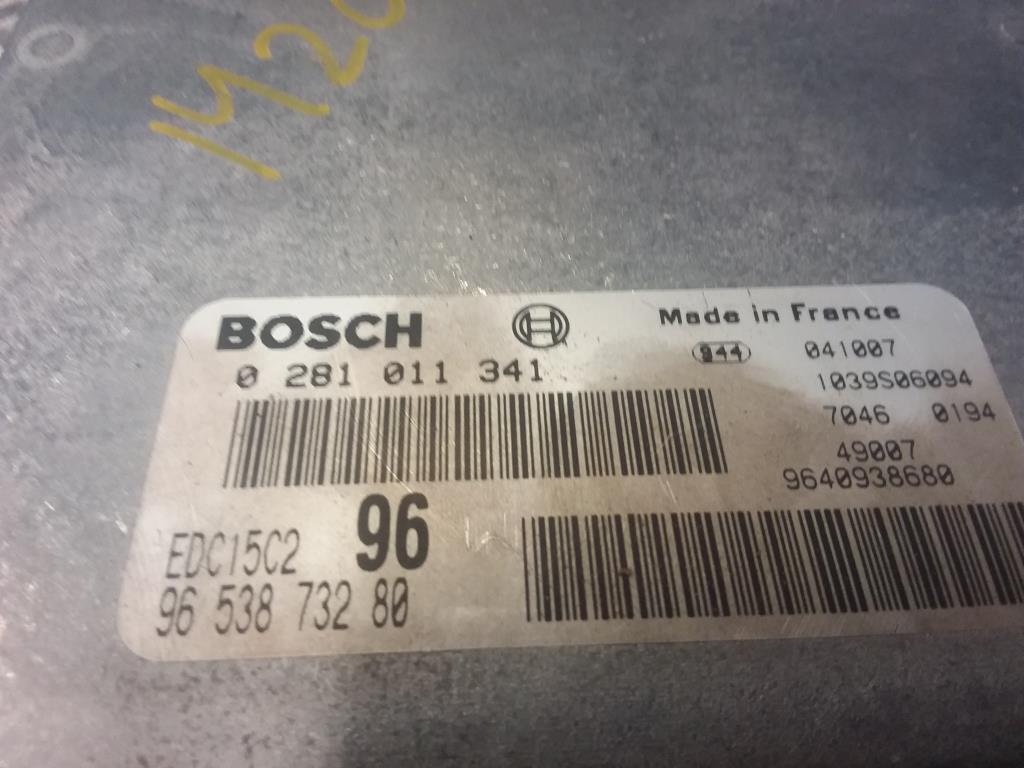 1420
BOSCH
Made in France
0 281 011 341
944
041007
1039S06094
7046 0194
49007
9640938680
EDC15C2 96
96 538 732 80